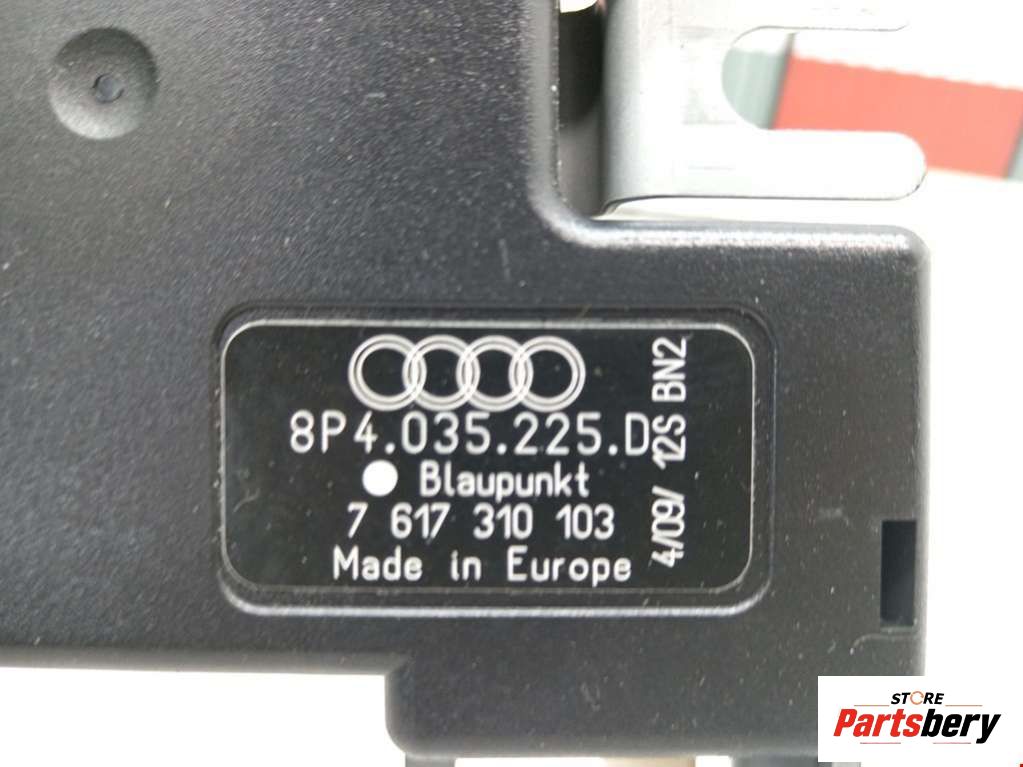 8P4.035.225.D
Blaupunkt
7 617 310 103
Made in Europe
4/09/ 12S BN2
STORE
Partsbery